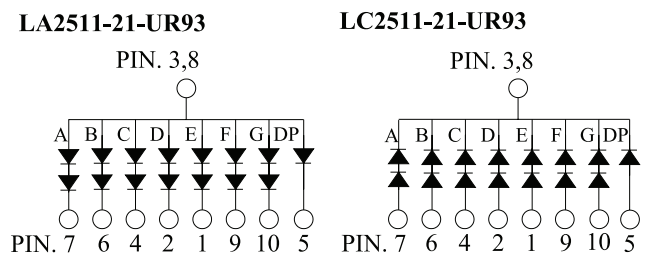 LA2511-21-UR93 LC2511-21-UR93
PIN. 3,8 PIN. 3,8
A B C D E F G DP A B C D E F G DP
PIN. 7 6 4 2 1 9 10 5 PIN. 7 6 4 2 1 9 10 5